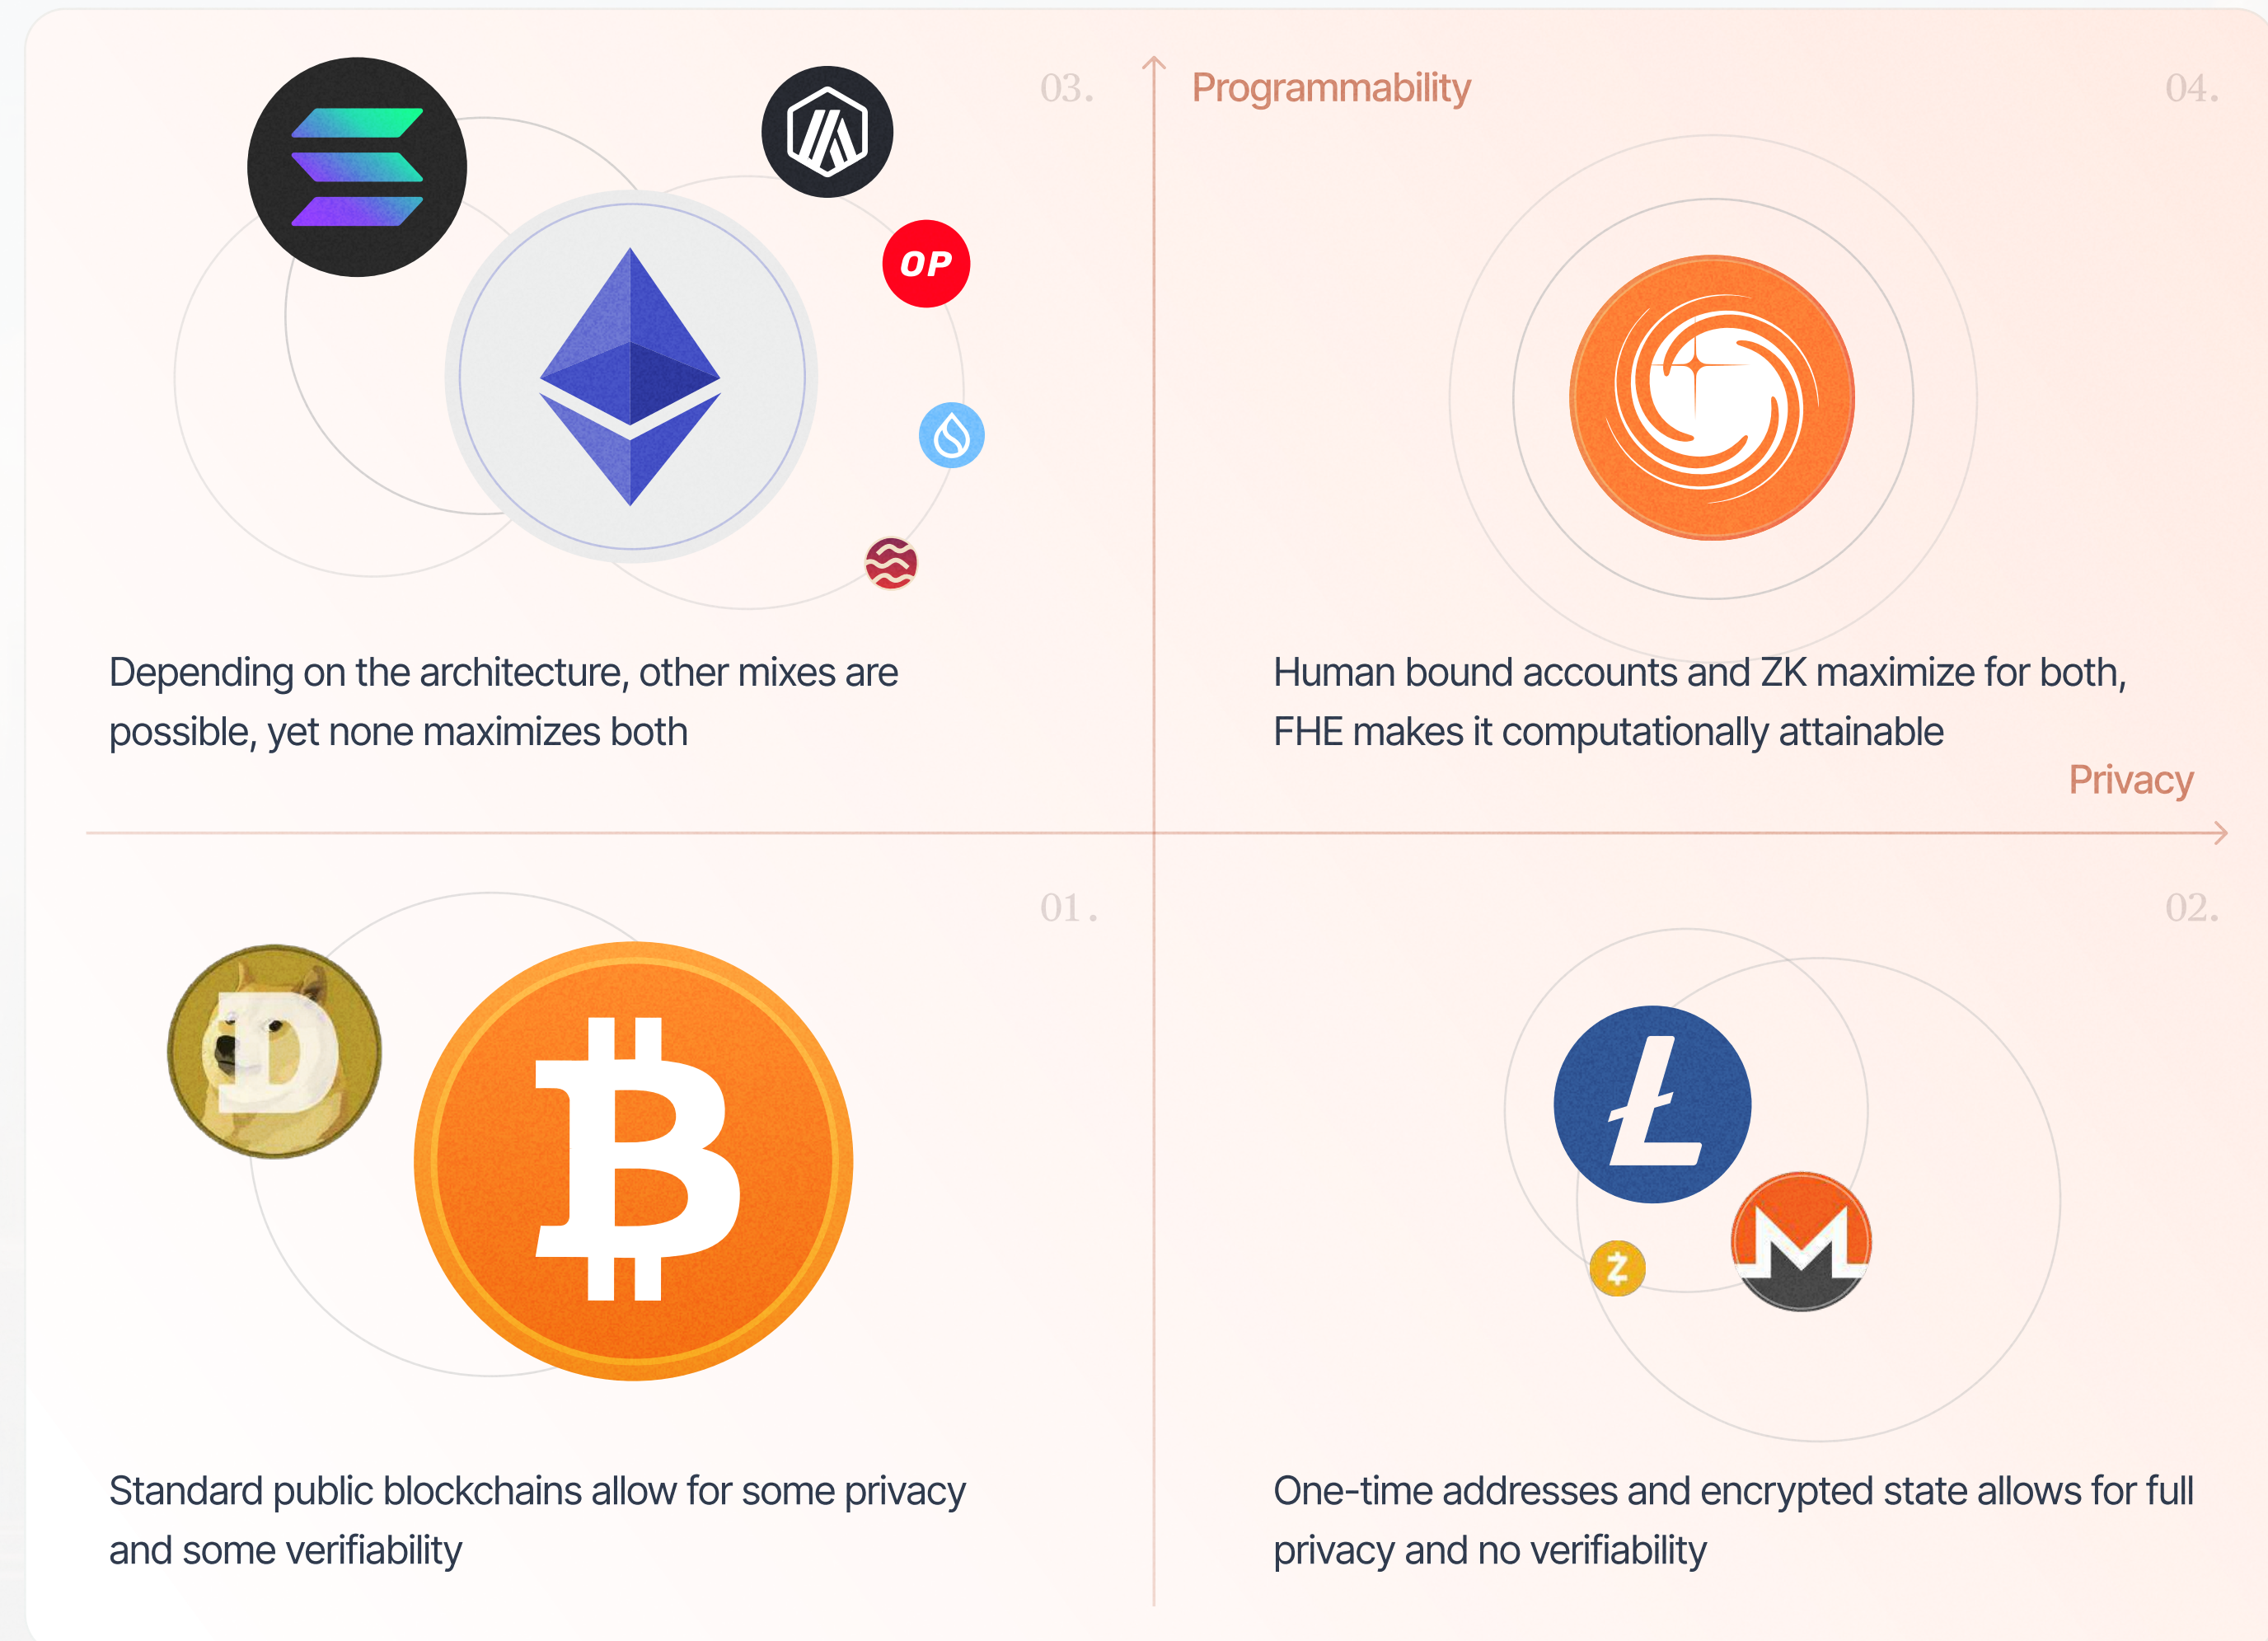 03.
Programmability
04.
OP
Depending on the architecture, other mixes are
possible, yet none maximizes both
Human bound accounts and ZK maximize for both,
FHE makes it computationally attainable
Privacy
01.
02.
D
Standard public blockchains allow for some privacy
and some verifiability
One-time addresses and encrypted state allows for full
privacy and no verifiability